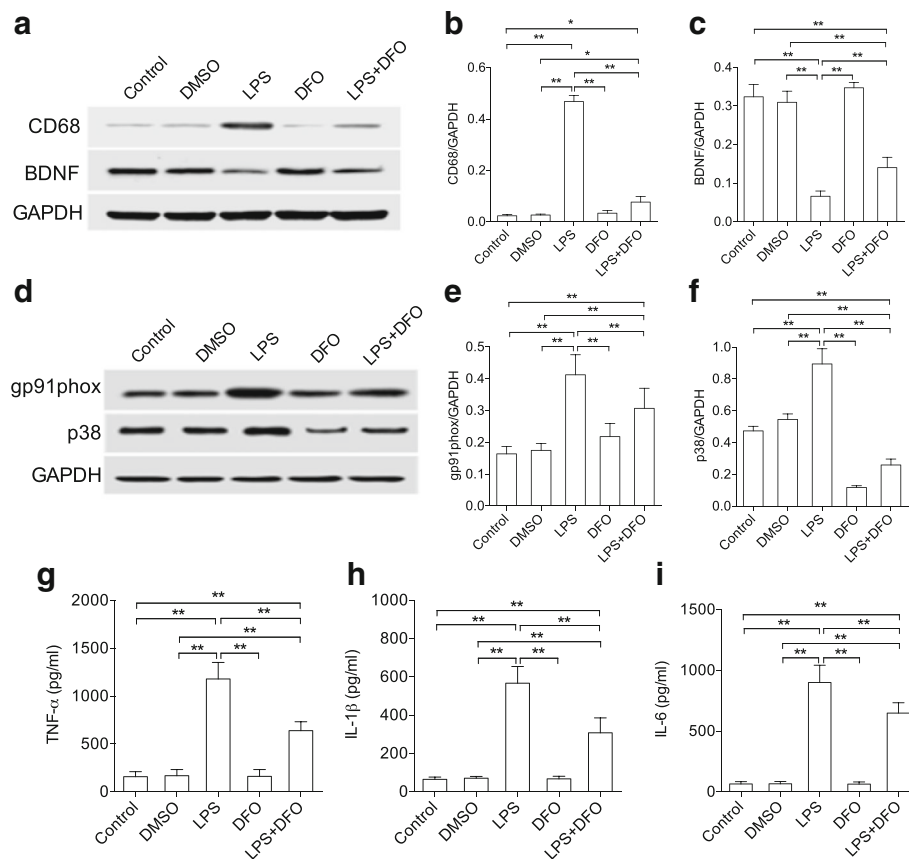 a
Control
DMSO
LPS
DFO
LPS+DFO
CD68
BDNF
GAPDH
b
*
**
*
**
** **
CD68/GAPDH
0.6
0.4
0.2
0.0
Control
DMSO
LPS
DFO
LPS+DFO
c
**
**
** **
** **
BDNF/GAPDH
0.4
0.3
0.2
0.1
0.0
Control
DMSO
LPS
DFO
LPS+DFO
d
Control
DMSO
LPS
DFO
LPS+DFO
gp91phox
p38
GAPDH
e
**
**
** **
** **
gp91phox/GAPDH
0.5
0.4
0.3
0.2
0.1
0.0
Control
DMSO
LPS
DFO
LPS+DFO
f
**
**
** **
** **
p38/GAPDH
1.0
0.8
0.6
0.4
0.2
0.0
Control
DMSO
LPS
DFO
LPS+DFO
g
**
** **
**
** **
TNF-α (pg/ml)
2000
1500
1000
500
0
Control
DMSO
LPS
DFO
LPS+DFO
h
**
** **
**
** **
IL-1β (pg/ml)
1000
800
600
400
200
0
Control
DMSO
LPS
DFO
LPS+DFO
i
**
** **
**
** **
IL-6 (pg/ml)
1500
1000
500
0
Control
DMSO
LPS
DFO
LPS+DFO